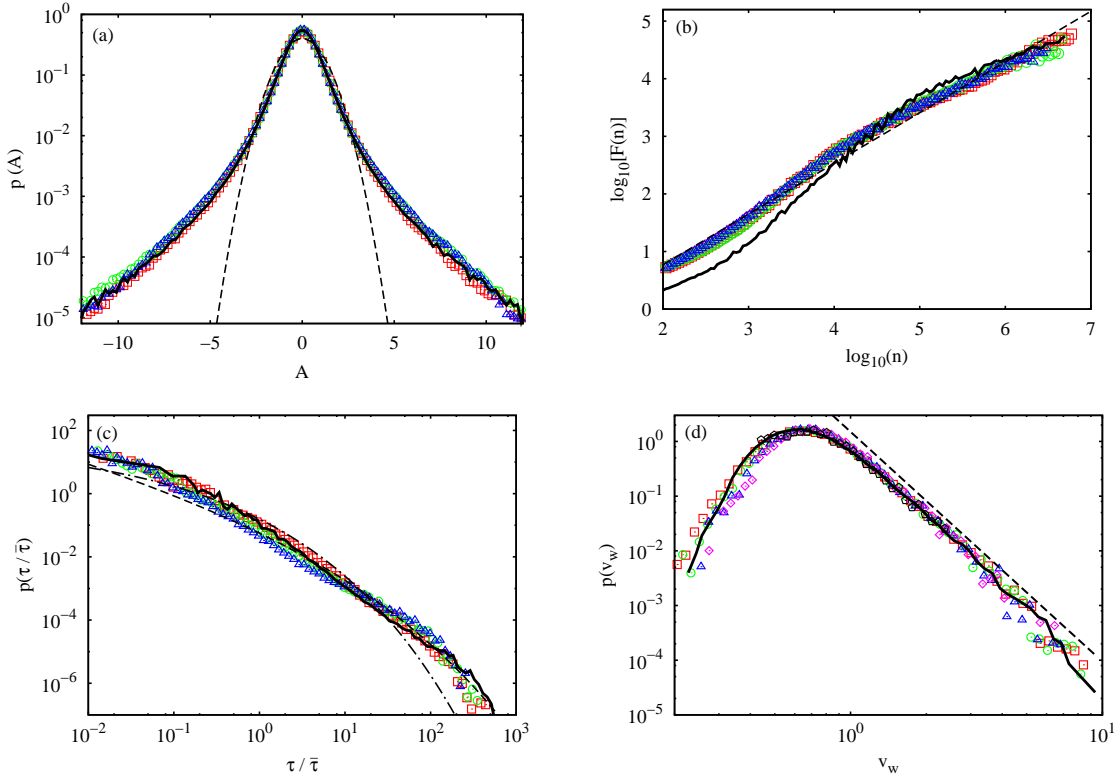 (a)
10^0
10^-1
10^-2
10^-3
10^-4
10^-5
p (A)
−10 −5 0 5 10
A
(b)
5
4
3
2
1
0
log10[F(n)]
2 3 4 5 6 7
log10(n)
(c)
10^2
10^0
10^-2
10^-4
10^-6
p(τ / τ̄)
10^-2 10^-1 10^0 10^1 10^2 10^3
τ / τ̄
(d)
10^0
10^-1
10^-2
10^-3
10^-4
10^-5
p(v_w)
10^0 10^1
v_w